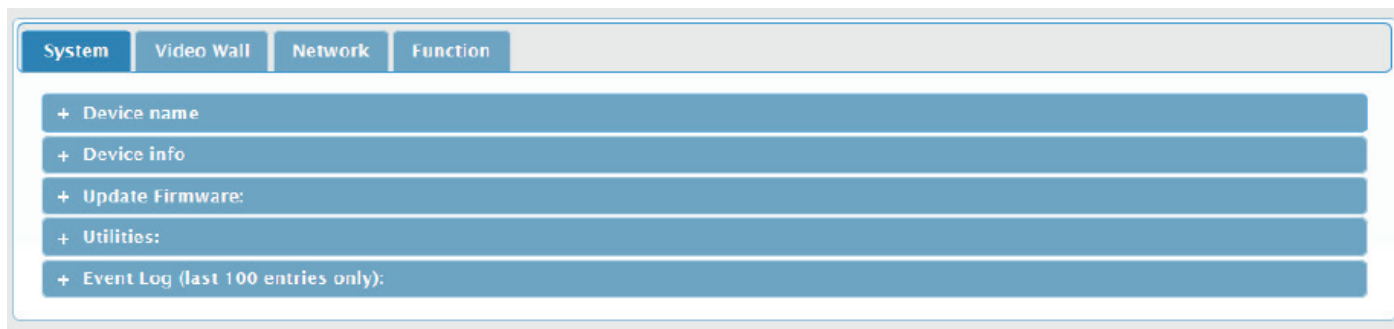 System Video Wall Network Function
+ Device name
+ Device info
+ Update Firmware:
+ Utilities:
+ Event Log (last 100 entries only):